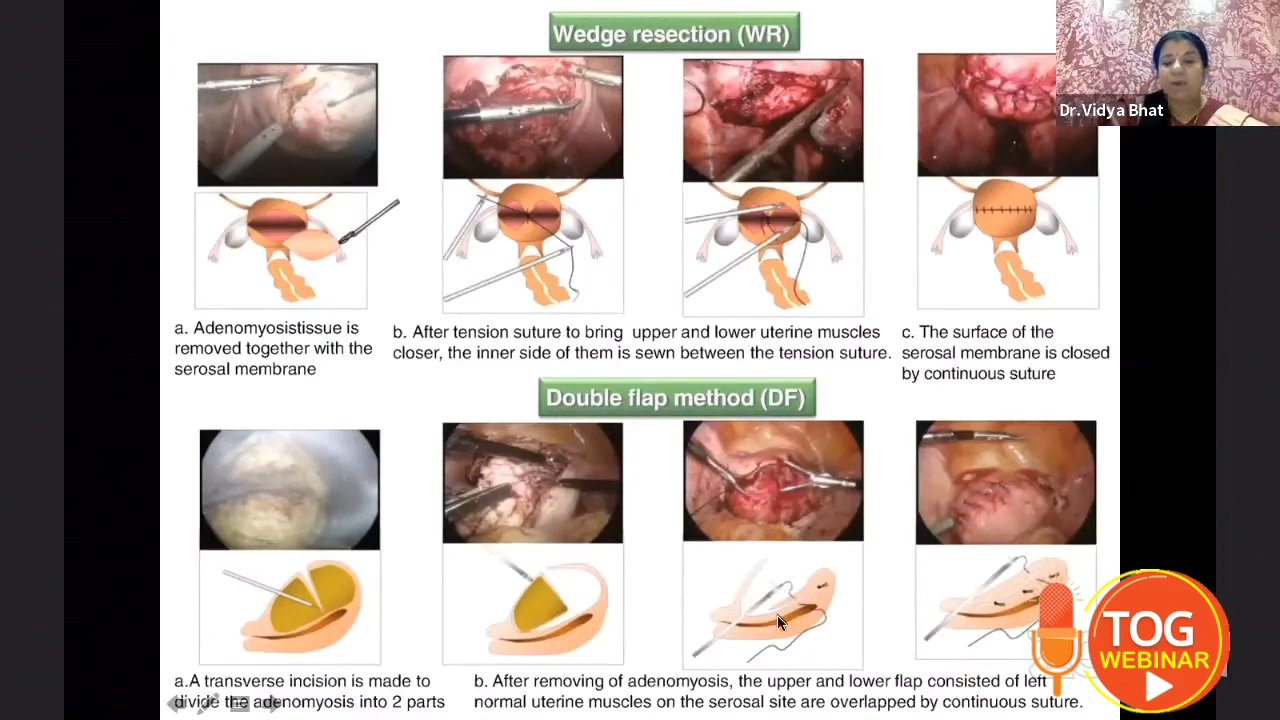 Wedge resection (WR)
Dr.Vidya Bhat
a. Adenomyosistissue is
removed together with the
serosal membrane
b. After tension suture to bring upper and lower uterine muscles
closer, the inner side of them is sewn between the tension suture.
c. The surface of the
serosal membrane is closed
by continuous suture
Double flap method (DF)
a.A transverse incision is made to
divide the adenomyosis into 2 parts
b. After removing of adenomyosis, the upper and lower flap consisted of left
normal uterine muscles on the serosal site are overlapped by continuous suture.
TOG
WEBINAR